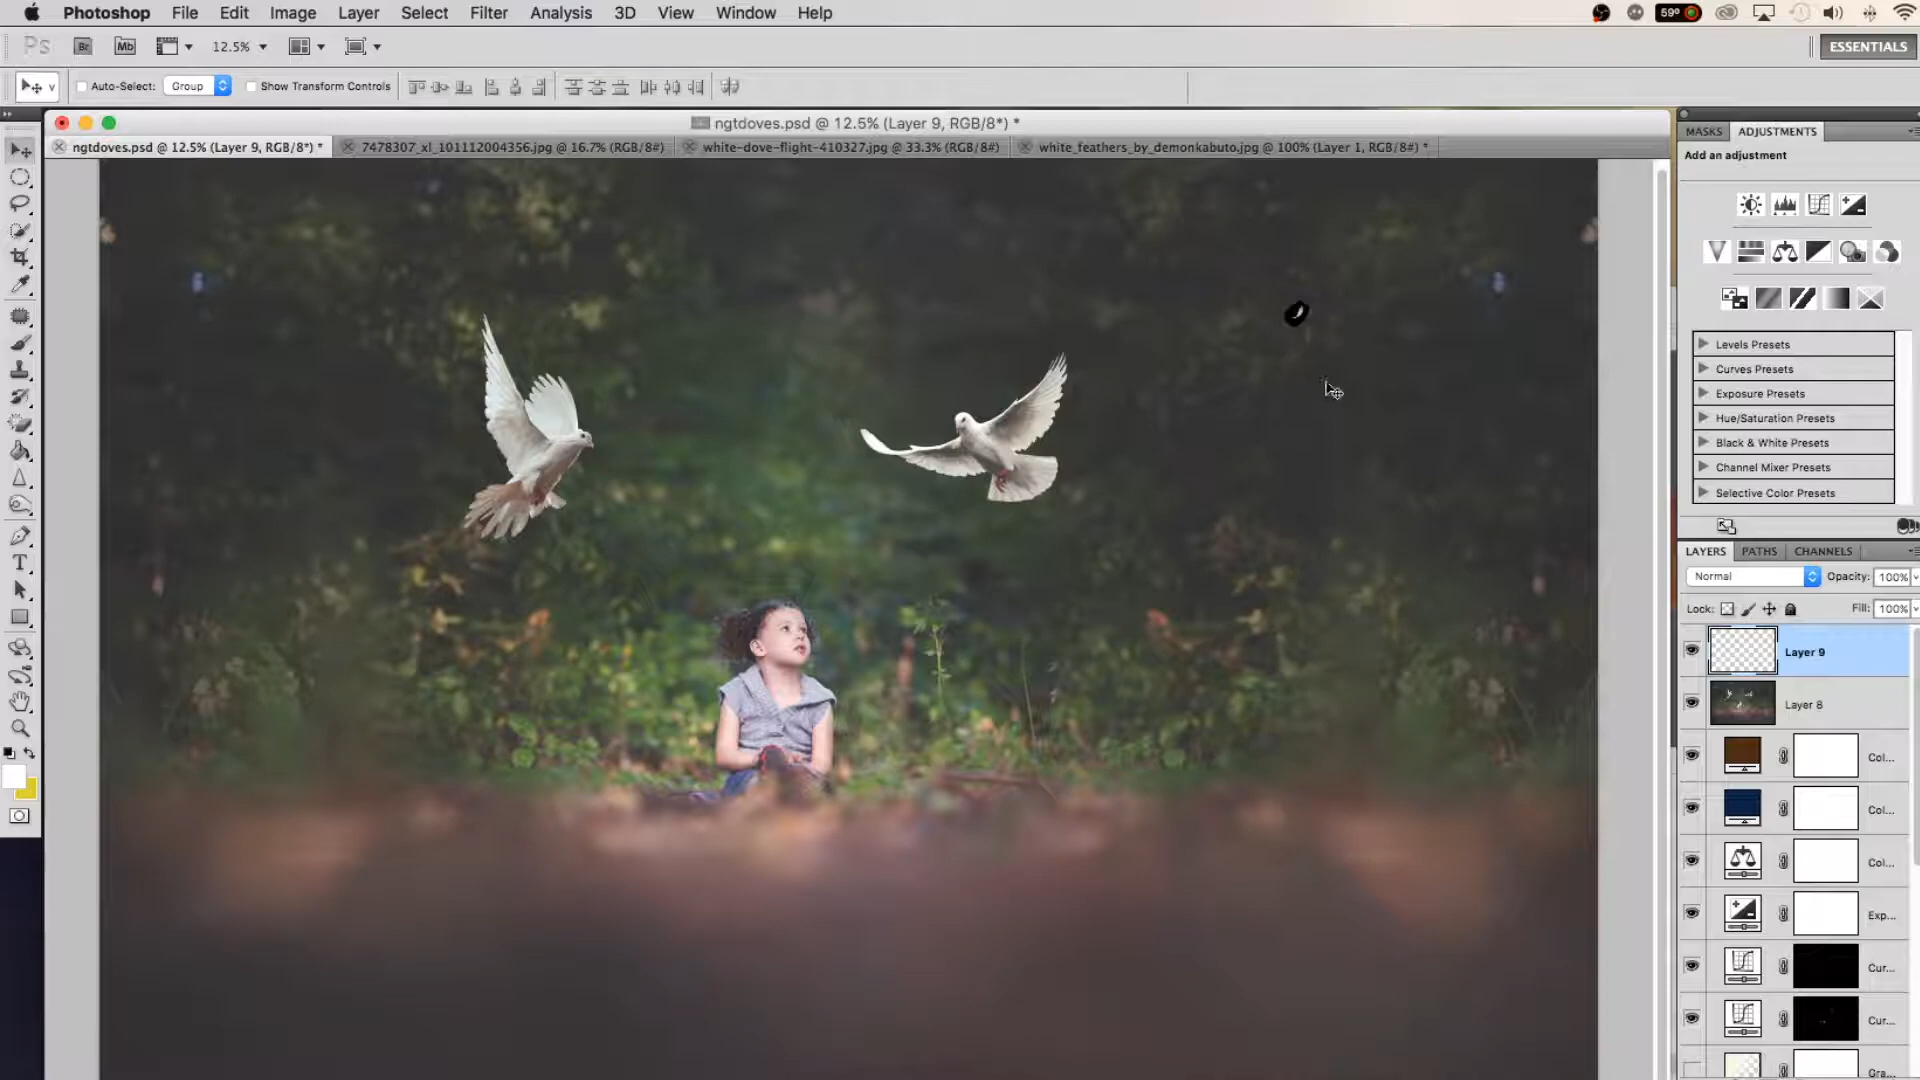 Photoshop File Edit Image Layer Select Filter Analysis 3D View Window Help 59°
Ps Br Mb 12.5% ESSENTIALS
Auto-Select: Group Show Transform Controls
ngtdoves.psd @ 12.5% (Layer 9, RGB/8*) *
ngtdoves.psd @ 12.5% (Layer 9, RGB/8*) * 7478307_xl_101112004356.jpg @ 16.7% (RGB/8#) white-dove-flight-410327.jpg @ 33.3% (RGB/8#) white_feathers_by_demonkabuto.jpg @ 100% (Layer 1, RGB/8#) *
MASKS ADJUSTMENTS
Add an adjustment
Levels Presets
Curves Presets
Exposure Presets
Hue/Saturation Presets
Black & White Presets
Channel Mixer Presets
Selective Color Presets
LAYERS PATHS CHANNELS
Normal Opacity: 100%
Lock: Fill: 100%
Layer 9
Layer 8
Col...
Col...
Col...
Exp...
Cur...
Cur...
Gra...
T